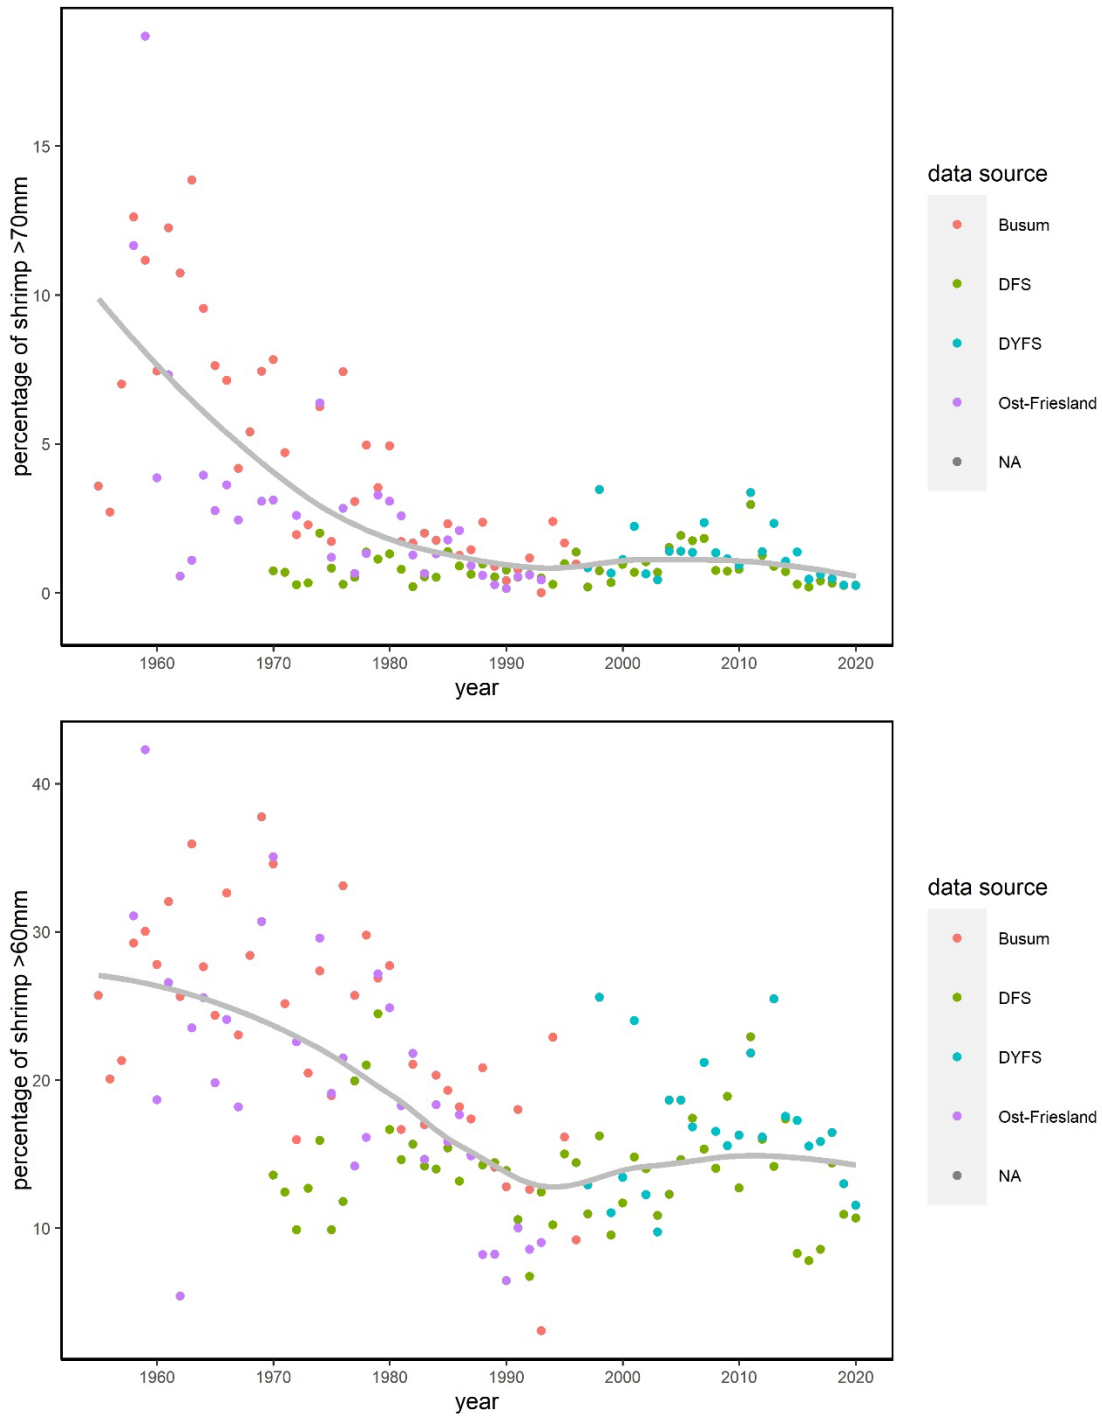 percentage of shrimp >70mm
15
10
5
0
1960 1970 1980 1990 2000 2010 2020
year
data source
Busum
DFS
DYFS
Ost-Friesland
NA
percentage of shrimp >60mm
40
30
20
10
1960 1970 1980 1990 2000 2010 2020
year
data source
Busum
DFS
DYFS
Ost-Friesland
NA